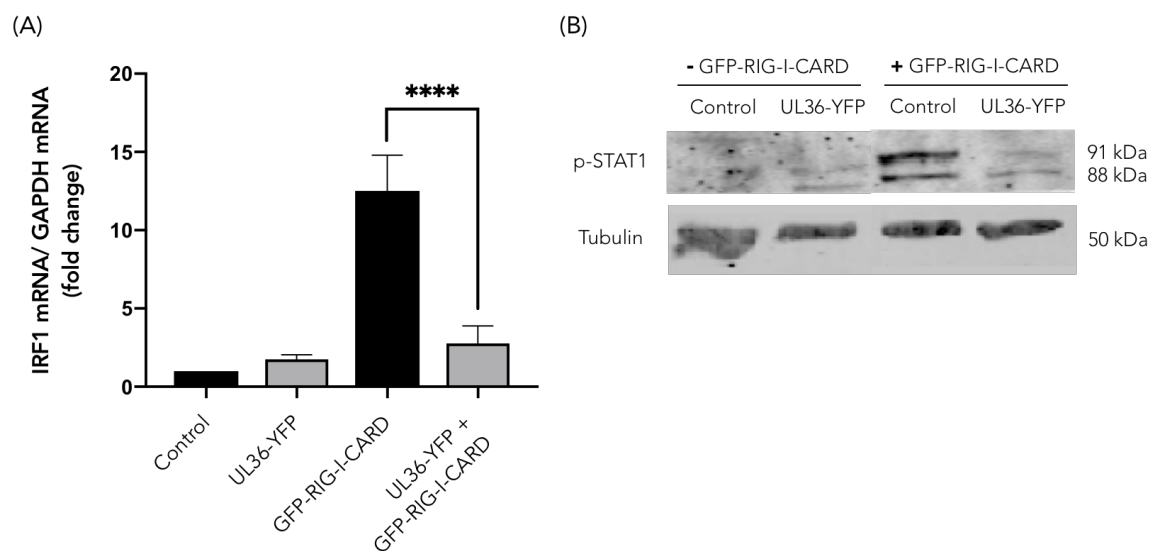 (A)
IRF1 mRNA/ GAPDH mRNA
(fold change)
20
15
10
5
0
****
Control
UL36-YFP
GFP-RIG-I-CARD
UL36-YFP +
GFP-RIG-I-CARD
(B)
- GFP-RIG-I-CARD + GFP-RIG-I-CARD
Control UL36-YFP Control UL36-YFP
p-STAT1
91 kDa
88 kDa
Tubulin
50 kDa